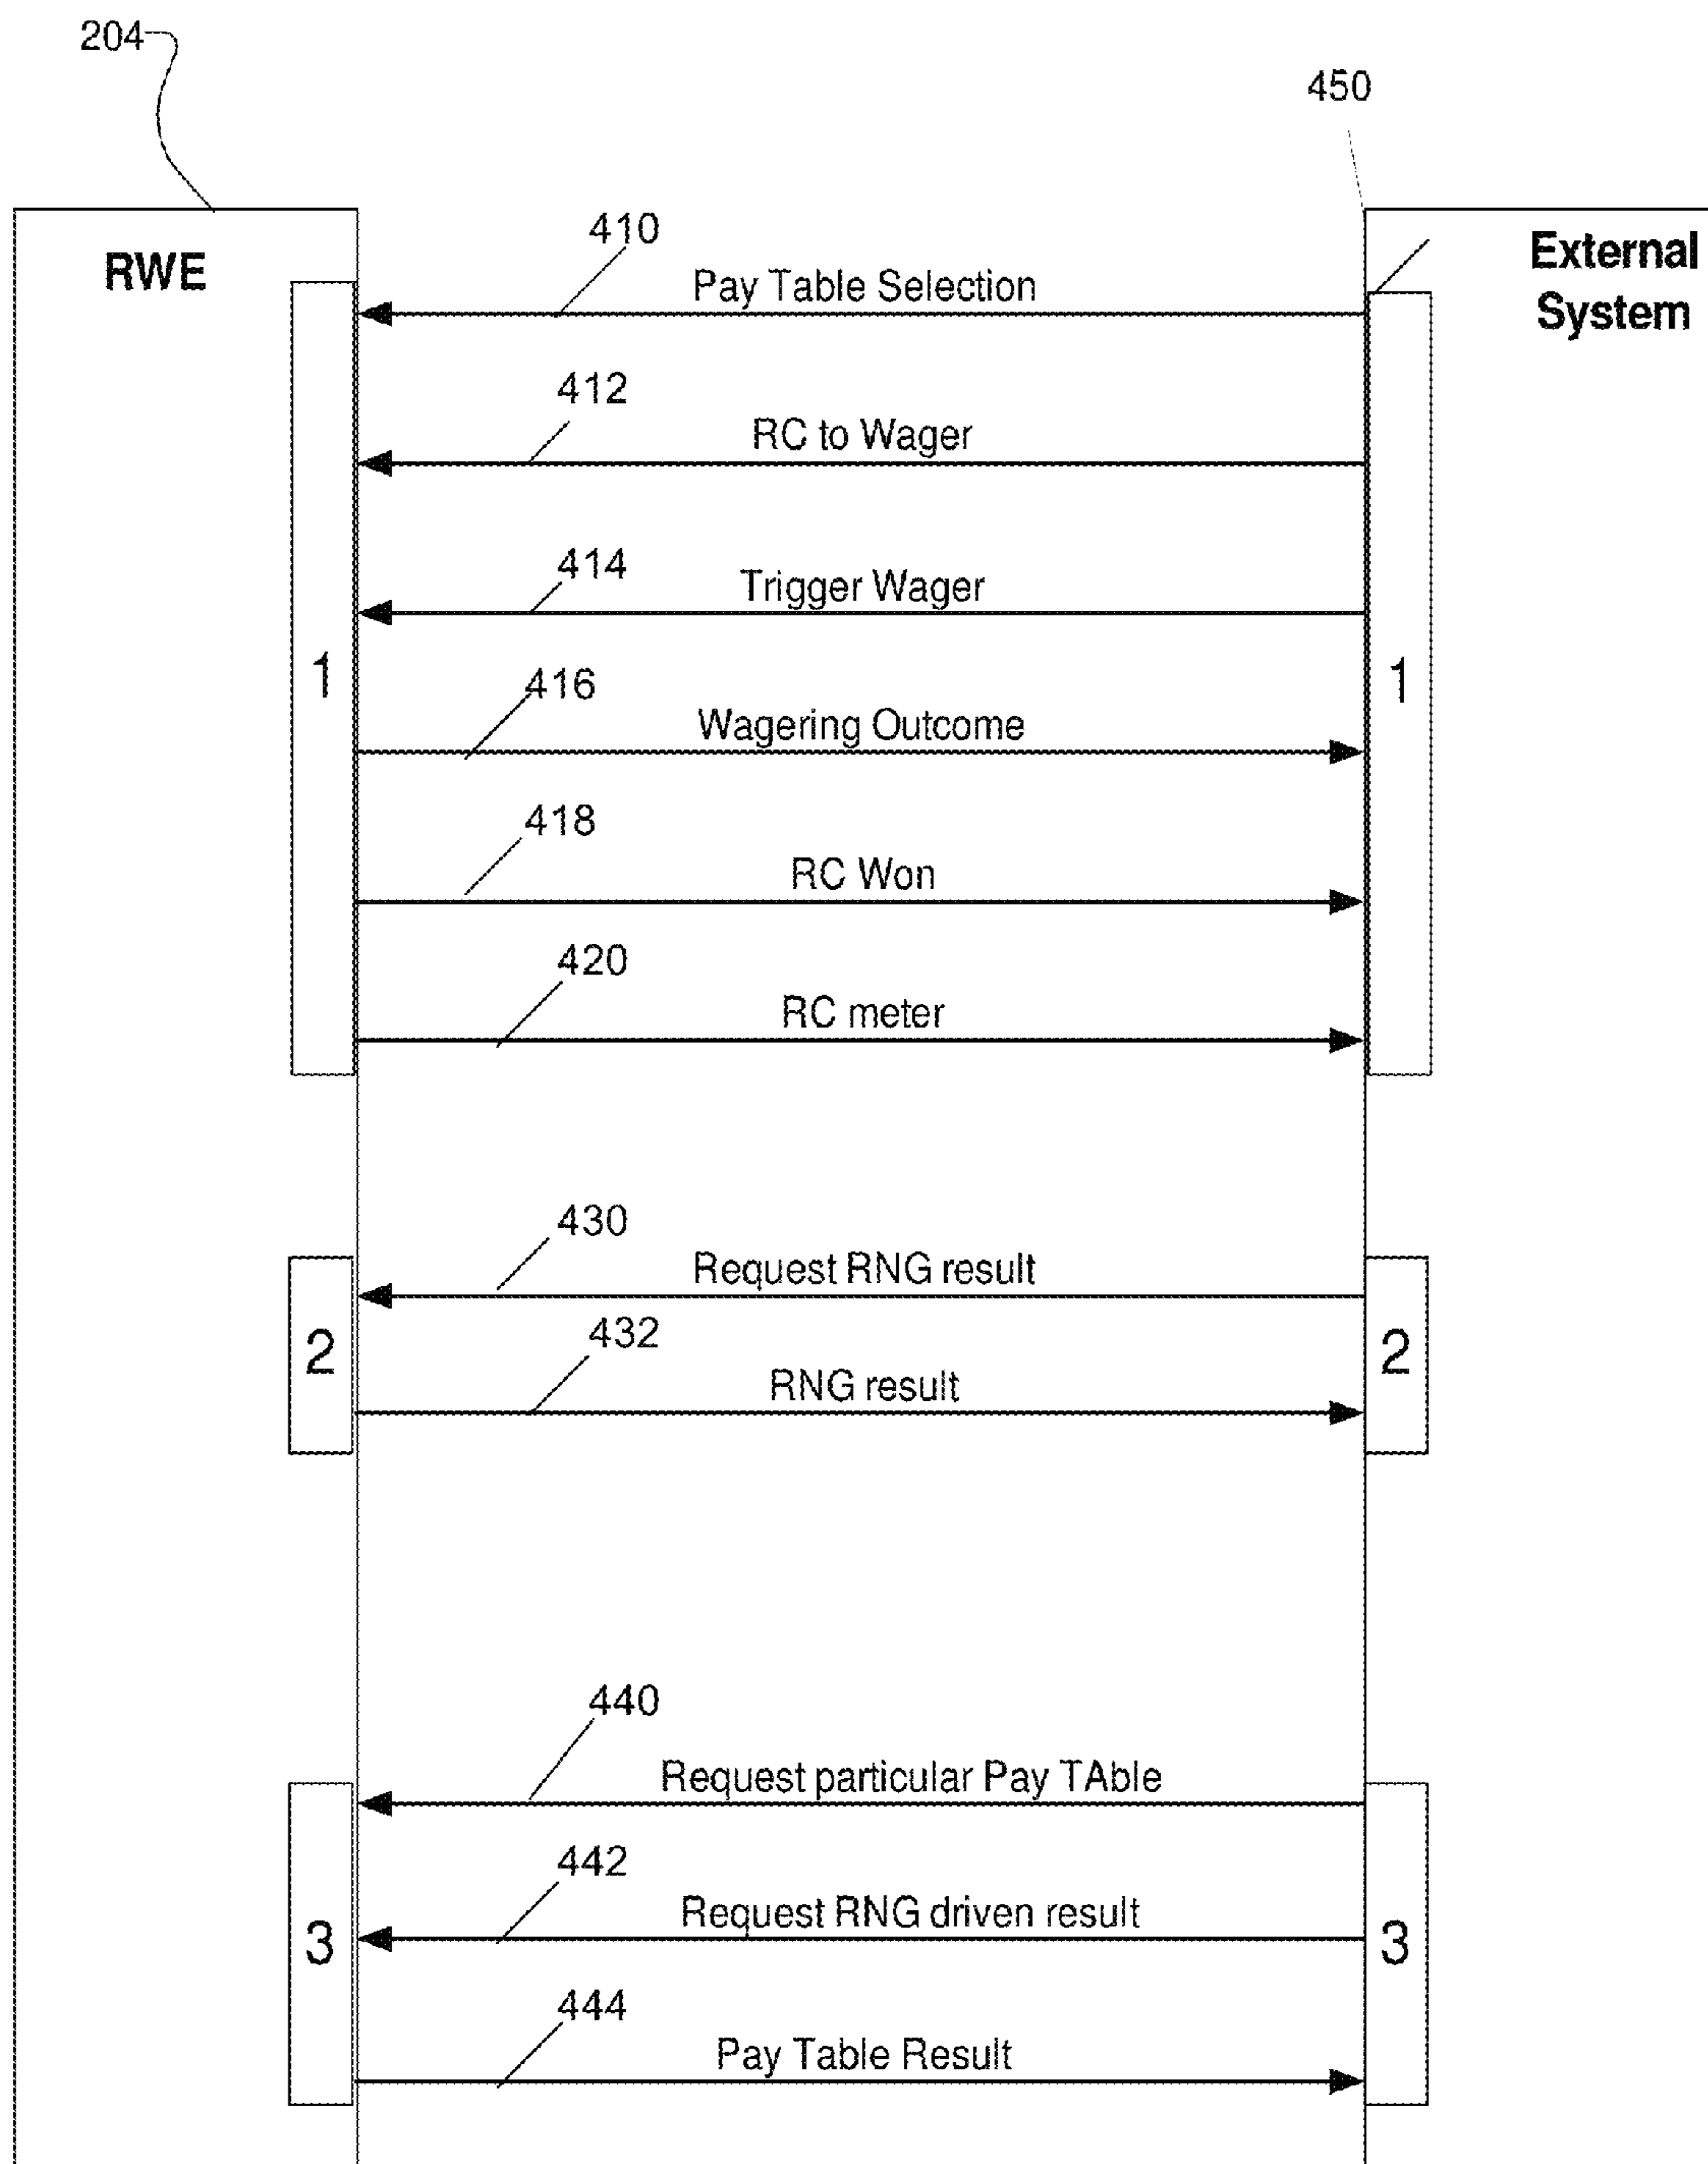 204
450
RWE
External
System
410
Pay Table Selection
412
RC to Wager
414
Trigger Wager
1
1
416
Wagering Outcome
418
RC Won
420
RC meter
430
Request RNG result
2
2
432
RNG result
440
Request particular Pay TAble
442
Request RNG driven result
3
3
444
Pay Table Result